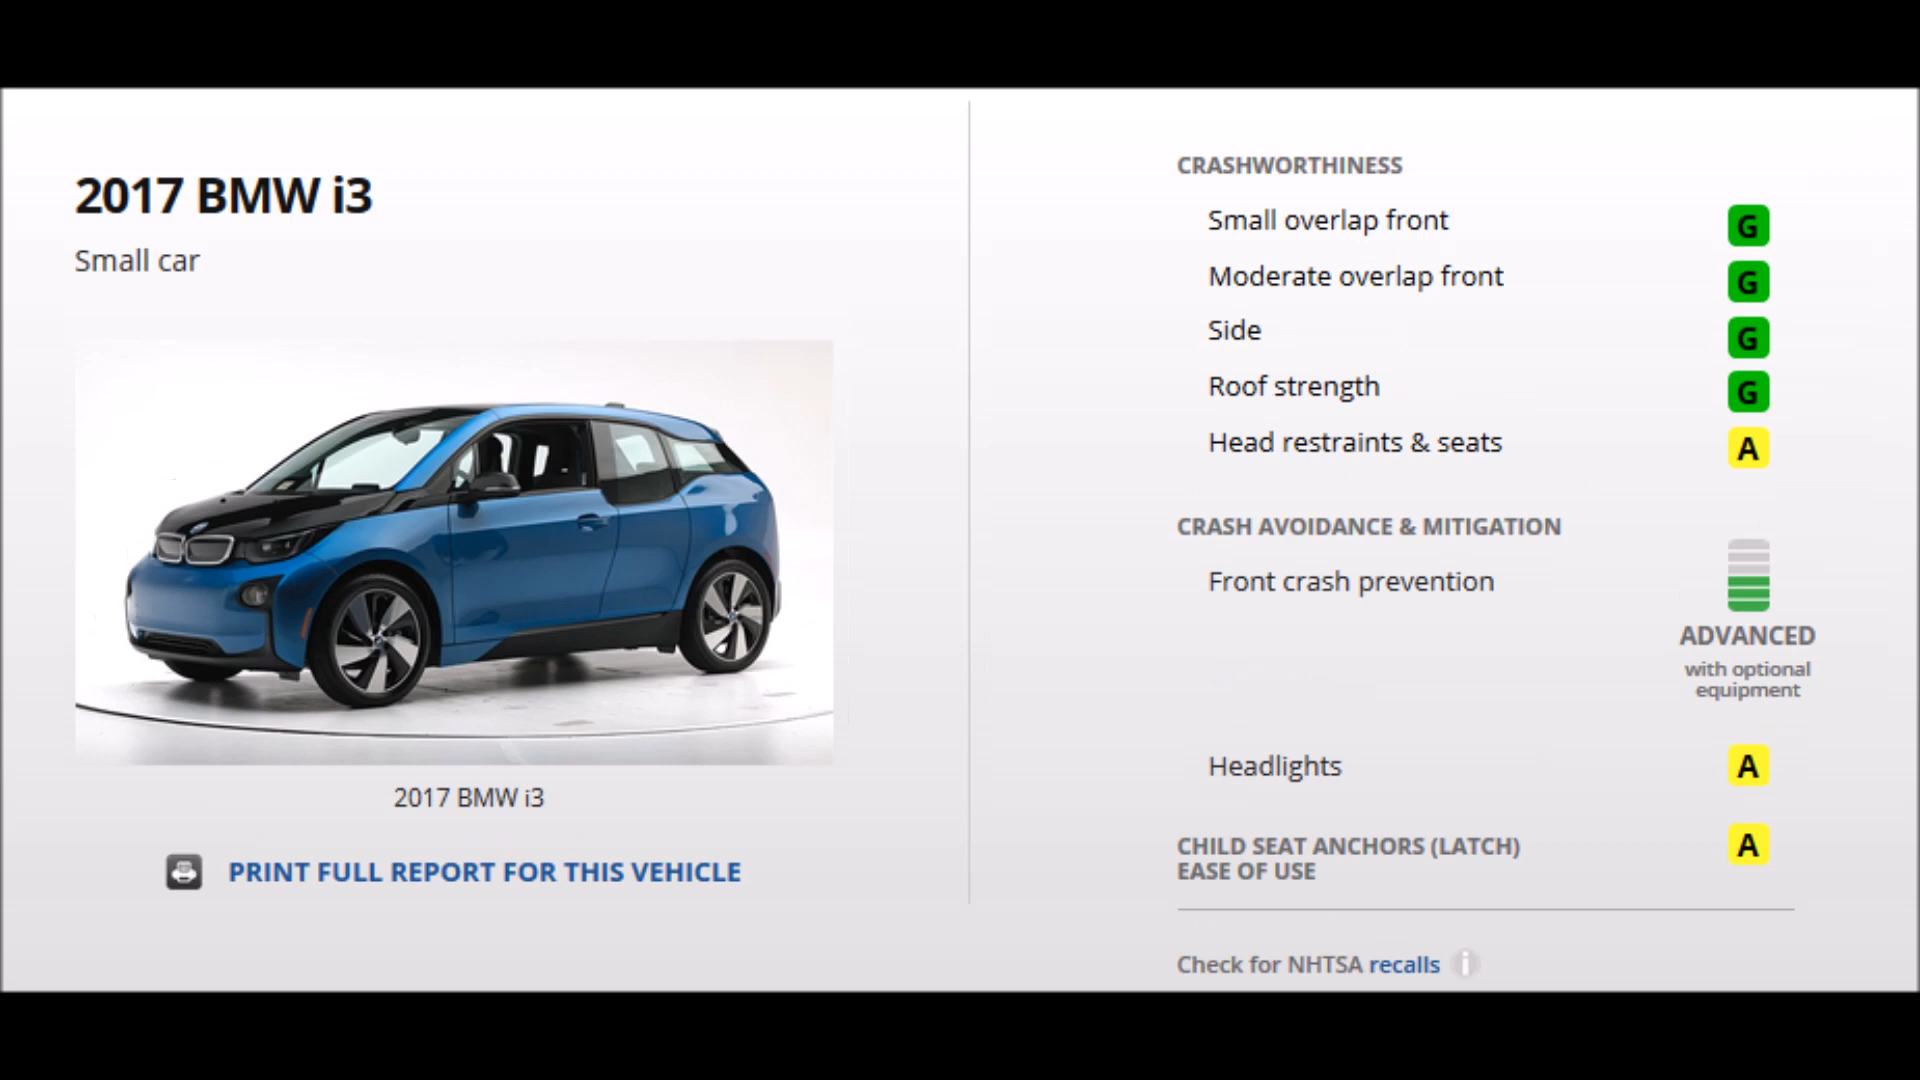 2017 BMW i3
Small car
2017 BMW i3
PRINT FULL REPORT FOR THIS VEHICLE
CRASHWORTHINESS
Small overlap front G
Moderate overlap front G
Side G
Roof strength G
Head restraints & seats A
CRASH AVOIDANCE & MITIGATION
Front crash prevention
ADVANCED
with optional
equipment
Headlights A
CHILD SEAT ANCHORS (LATCH) A
EASE OF USE
Check for NHTSA recalls i